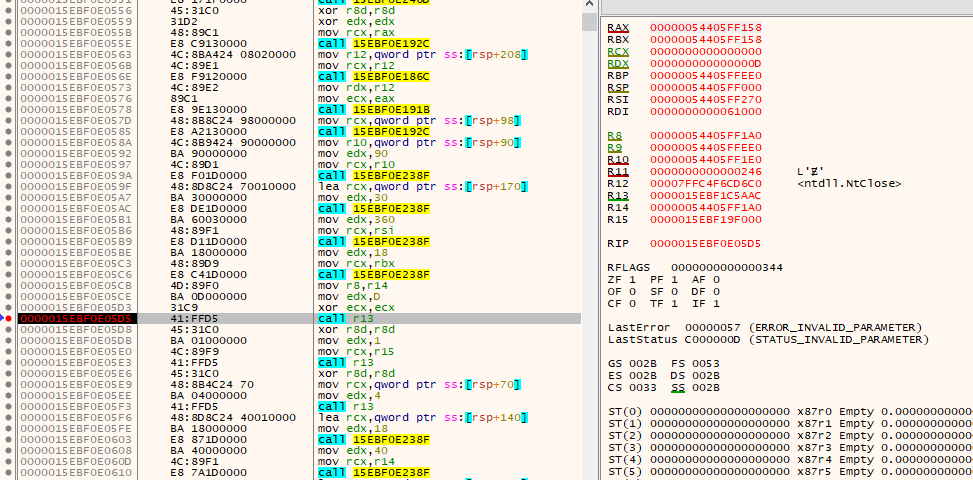 0000015EBF0E0551 E8 171F0000 call 15EBF0E246D
0000015EBF0E0556 45:31C0 xor r8d,r8d
0000015EBF0E0559 31D2 xor edx,edx
0000015EBF0E055B 48:89C1 mov rcx,rax
0000015EBF0E055E E8 C9130000 call 15EBF0E192C
0000015EBF0E0563 4C:8BA424 08020000 mov r12,qword ptr ss:[rsp+208]
0000015EBF0E056B 4C:89E1 mov rcx,r12
0000015EBF0E056E E8 F9120000 call 15EBF0E186C
0000015EBF0E0573 4C:89E2 mov rdx,r12
0000015EBF0E0576 89C1 mov ecx,eax
0000015EBF0E0578 E8 9E130000 call 15EBF0E191B
0000015EBF0E057D 48:8B8C24 98000000 mov rcx,qword ptr ss:[rsp+98]
0000015EBF0E0585 E8 A2130000 call 15EBF0E192C
0000015EBF0E058A 4C:8B9424 90000000 mov r10,qword ptr ss:[rsp+90]
0000015EBF0E0592 BA 90000000 mov edx,90
0000015EBF0E0597 4C:89D1 mov rcx,r10
0000015EBF0E059A E8 F01D0000 call 15EBF0E238F
0000015EBF0E059F 48:8D8C24 70010000 lea rcx,qword ptr ss:[rsp+170]
0000015EBF0E05A7 BA 30000000 mov edx,30
0000015EBF0E05AC E8 DE1D0000 call 15EBF0E238F
0000015EBF0E05B1 BA 60030000 mov edx,360
0000015EBF0E05B6 48:89F1 mov rcx,rsi
0000015EBF0E05B9 E8 D11D0000 call 15EBF0E238F
0000015EBF0E05BE BA 18000000 mov edx,18
0000015EBF0E05C3 48:89D9 mov rcx,rbx
0000015EBF0E05C6 E8 C41D0000 call 15EBF0E238F
0000015EBF0E05CB 4D:89F0 mov r8,r14
0000015EBF0E05CE BA 0D000000 mov edx,D
0000015EBF0E05D3 31C9 xor ecx,ecx
0000015EBF0E05D5 41:FFD5 call r13
0000015EBF0E05D8 45:31C0 xor r8d,r8d
0000015EBF0E05DB BA 01000000 mov edx,1
0000015EBF0E05E0 4C:89F9 mov rcx,r15
0000015EBF0E05E3 41:FFD5 call r13
0000015EBF0E05E6 45:31C0 xor r8d,r8d
0000015EBF0E05E9 48:8B4C24 70 mov rcx,qword ptr ss:[rsp+70]
0000015EBF0E05EE BA 04000000 mov edx,4
0000015EBF0E05F3 41:FFD5 call r13
0000015EBF0E05F6 48:8D8C24 40010000 lea rcx,qword ptr ss:[rsp+140]
0000015EBF0E05FE BA 18000000 mov edx,18
0000015EBF0E0603 E8 871D0000 call 15EBF0E238F
0000015EBF0E0608 BA 40000000 mov edx,40
0000015EBF0E060D 4C:89F1 mov rcx,r14
0000015EBF0E0610 E8 7A1D0000 call 15EBF0E238F
RAX 00000054405FF158
RBX 00000054405FF158
RCX 0000000000000000
RDX 000000000000000D
RBP 00000054405FFEE0
RSP 00000054405FF000
RSI 00000054405FF270
RDI 0000000000061000
R8 00000054405FF1A0
R9 00000054405FFEE0
R10 00000054405FF1E0
R11 0000000000000246 L'Ɇ'
R12 00007FFC4F6CD6C0 <ntdll.NtClose>
R13 0000015EBF1C5AAC
R14 00000054405FF1A0
R15 0000015EBF19F000
RIP 0000015EBF0E05D5
RFLAGS 0000000000000344
ZF 1 PF 1 AF 0
OF 0 SF 0 DF 0
CF 0 TF 1 IF 1
LastError 00000057 (ERROR_INVALID_PARAMETER)
LastStatus C000000D (STATUS_INVALID_PARAMETER)
GS 002B FS 0053
ES 002B DS 002B
CS 0033 SS 002B
ST(0) 00000000000000000000 x87r0 Empty 0.00000000000
ST(1) 00000000000000000000 x87r1 Empty 0.00000000000
ST(2) 00000000000000000000 x87r2 Empty 0.00000000000
ST(3) 00000000000000000000 x87r3 Empty 0.00000000000
ST(4) 00000000000000000000 x87r4 Empty 0.00000000000
ST(5) 00000000000000000000 x87r5 Empty 0.00000000000